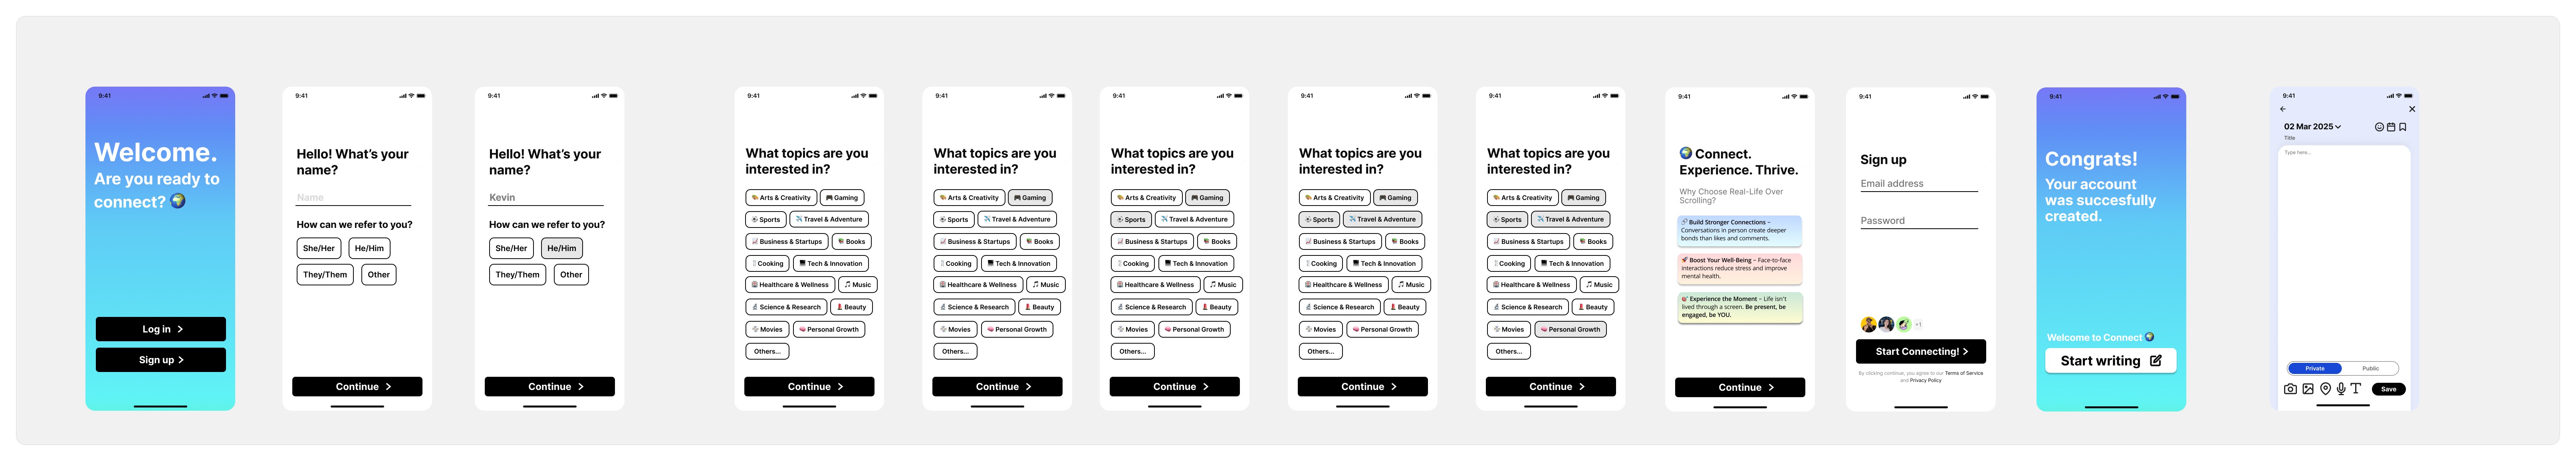 9:41
Welcome.
Are you ready to
connect?
Log in
Sign up
9:41
Hello! What's your
name?
Name
How can we refer to you?
She/Her He/Him
They/Them Other
Continue
9:41
Hello! What's your
name?
Kevin
How can we refer to you?
She/Her He/Him
They/Them Other
Continue
9:41
What topics are you
interested in?
Arts & Creativity Gaming
Sports Travel & Adventure
Business & Startups Books
Cooking Tech & Innovation
Healthcare & Wellness Music
Science & Research Beauty
Movies Personal Growth
Others...
Continue
9:41
What topics are you
interested in?
Arts & Creativity Gaming
Sports Travel & Adventure
Business & Startups Books
Cooking Tech & Innovation
Healthcare & Wellness Music
Science & Research Beauty
Movies Personal Growth
Others...
Continue
9:41
What topics are you
interested in?
Arts & Creativity Gaming
Sports Travel & Adventure
Business & Startups Books
Cooking Tech & Innovation
Healthcare & Wellness Music
Science & Research Beauty
Movies Personal Growth
Others...
Continue
9:41
What topics are you
interested in?
Arts & Creativity Gaming
Sports Travel & Adventure
Business & Startups Books
Cooking Tech & Innovation
Healthcare & Wellness Music
Science & Research Beauty
Movies Personal Growth
Others...
Continue
9:41
What topics are you
interested in?
Arts & Creativity Gaming
Sports Travel & Adventure
Business & Startups Books
Cooking Tech & Innovation
Healthcare & Wellness Music
Science & Research Beauty
Movies Personal Growth
Others...
Continue
9:41
Connect.
Experience. Thrive.
Why Choose Real-Life Over
Scrolling?
Build Stronger Connections –
Conversations in person create deeper
bonds than likes and comments.
Boost Your Well-Being – Face-to-face
interactions reduce stress and improve
mental health.
Experience the Moment – Life isn't
lived through a screen. Be present, be
engaged, be YOU.
Continue
9:41
Sign up
Email address
Password
+1
Start Connecting!
By clicking continue, you agree to our Terms of Service
and Privacy Policy
9:41
Congrats!
Your account
was succesfully
created.
Welcome to Connect
Start writing
9:41
02 Mar 2025
Title
Type here...
Private Public
Save